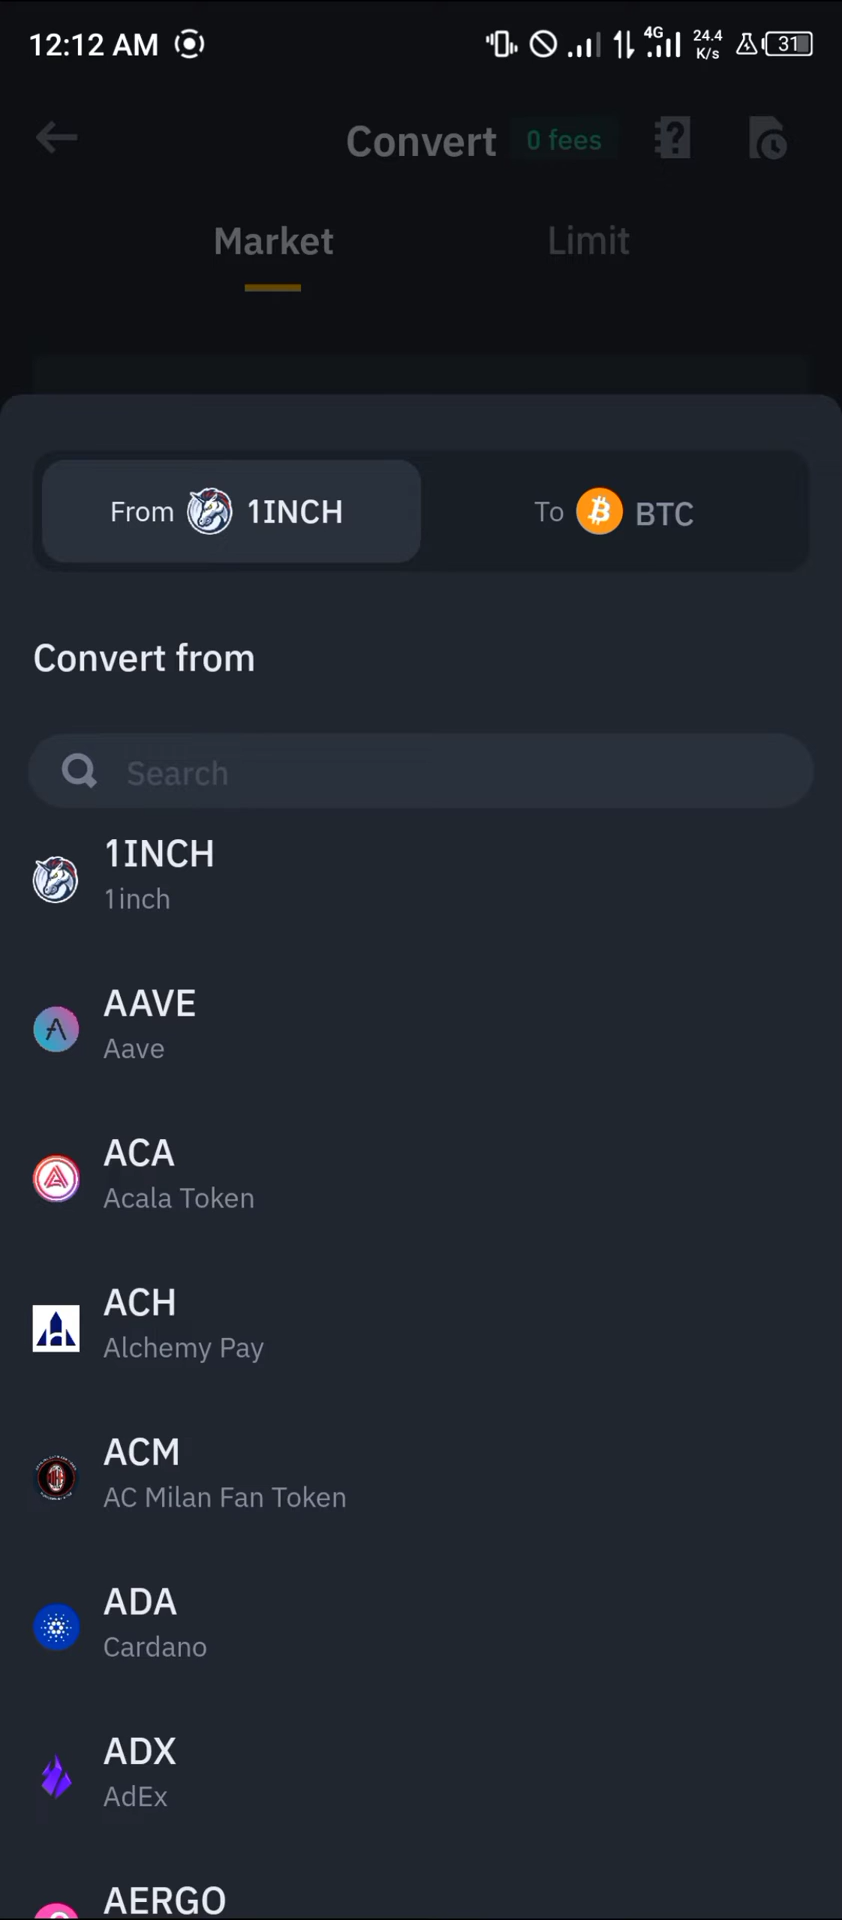 12:12 AM 4G 24.4 K/s 31
Convert 0 fees
Market Limit
From 1INCH To BTC
Convert from
Search
1INCH
1inch
AAVE
Aave
ACA
Acala Token
ACH
Alchemy Pay
ACM
AC Milan Fan Token
ADA
Cardano
ADX
AdEx
AERGO